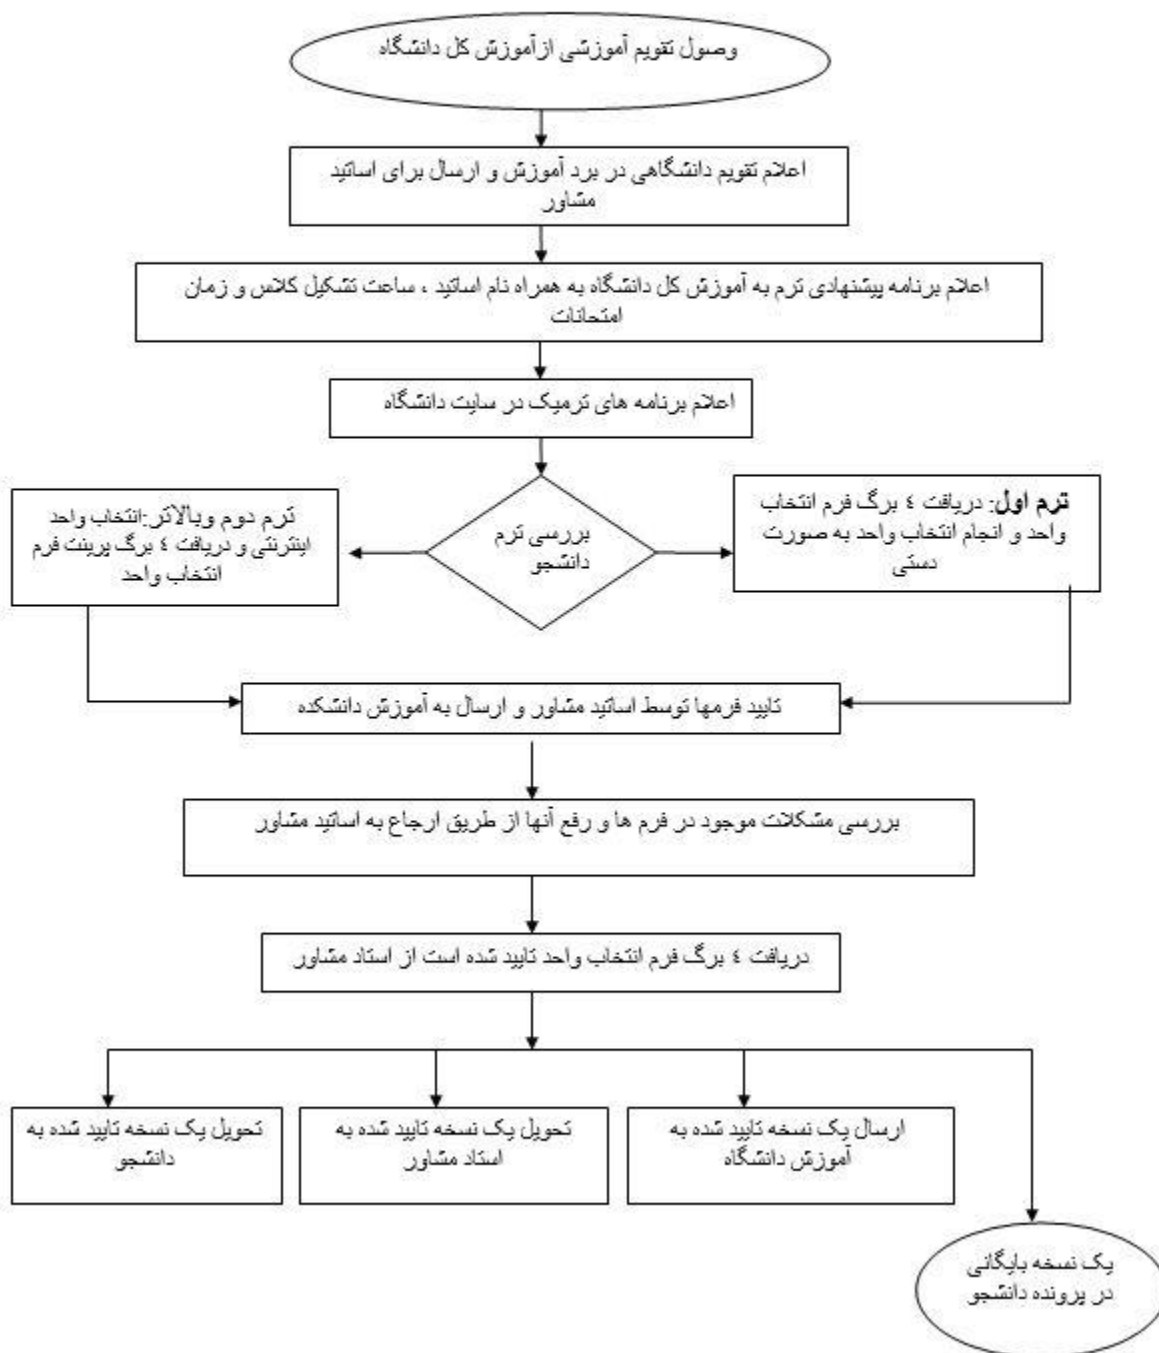 وصول تقویم آموزشی ازآموزش کل دانشگاه
اعلام تقویم دانشگاهی در برد آموزش و ارسال برای اساتید
مشاور
اعلام برنامه پیشنهادی ترم به آموزش کل دانشگاه به همراه نام اساتید ، ساعت تشکیل کلاس و زمان
امتحانات
اعلام برنامه های ترمیک در سایت دانشگاه
ترم اول: دریافت ٤ برگ فرم انتخاب
واحد و انجام انتخاب واحد به صورت
دستی
بررسی ترم
دانشجو
ترم دوم وبالاتر:انتخاب واحد
اینترنتی و دریافت ٤ برگ پرینت فرم
انتخاب واحد
تایید فرمها توسط اساتید مشاور و ارسال به آموزش دانشکده
بررسی مشکلات موجود در فرم ها و رفع آنها از طریق ارجاع به اساتید مشاور
دریافت ٤ برگ فرم انتخاب واحد تایید شده است از استاد مشاور
ارسال یک نسخه تایید شده به
آموزش دانشگاه
تحویل یک نسخه تایید شده به
استاد مشاور
تحویل یک نسخه تایید شده به
دانشجو
یک نسخه بایگانی
در پرونده دانشجو